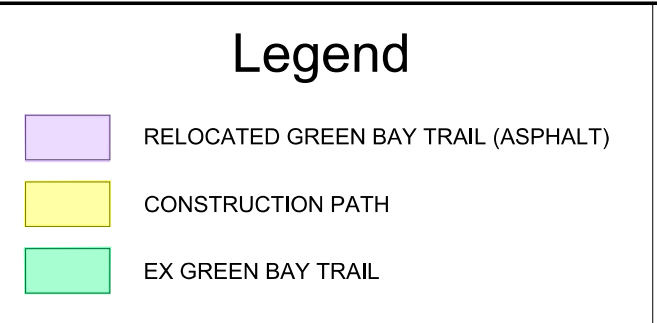 Legend
RELOCATED GREEN BAY TRAIL (ASPHALT)
CONSTRUCTION PATH
EX GREEN BAY TRAIL